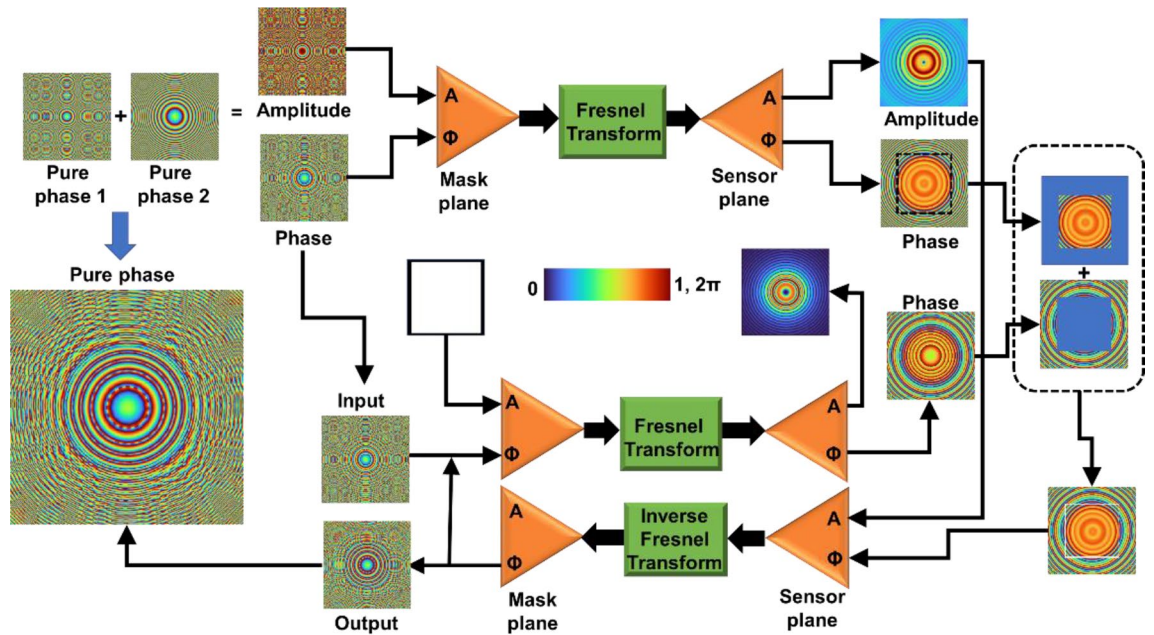 Pure
phase 1
+
Pure
phase 2
=
Amplitude
Phase
A
Φ
Mask
plane
Fresnel
Transform
A
Φ
Sensor
plane
Amplitude
Phase
+
Pure phase
0
1, 2π
Phase
Input
A
Φ
Fresnel
Transform
A
Φ
Output
A
Φ
Mask
plane
Inverse
Fresnel
Transform
A
Φ
Sensor
plane